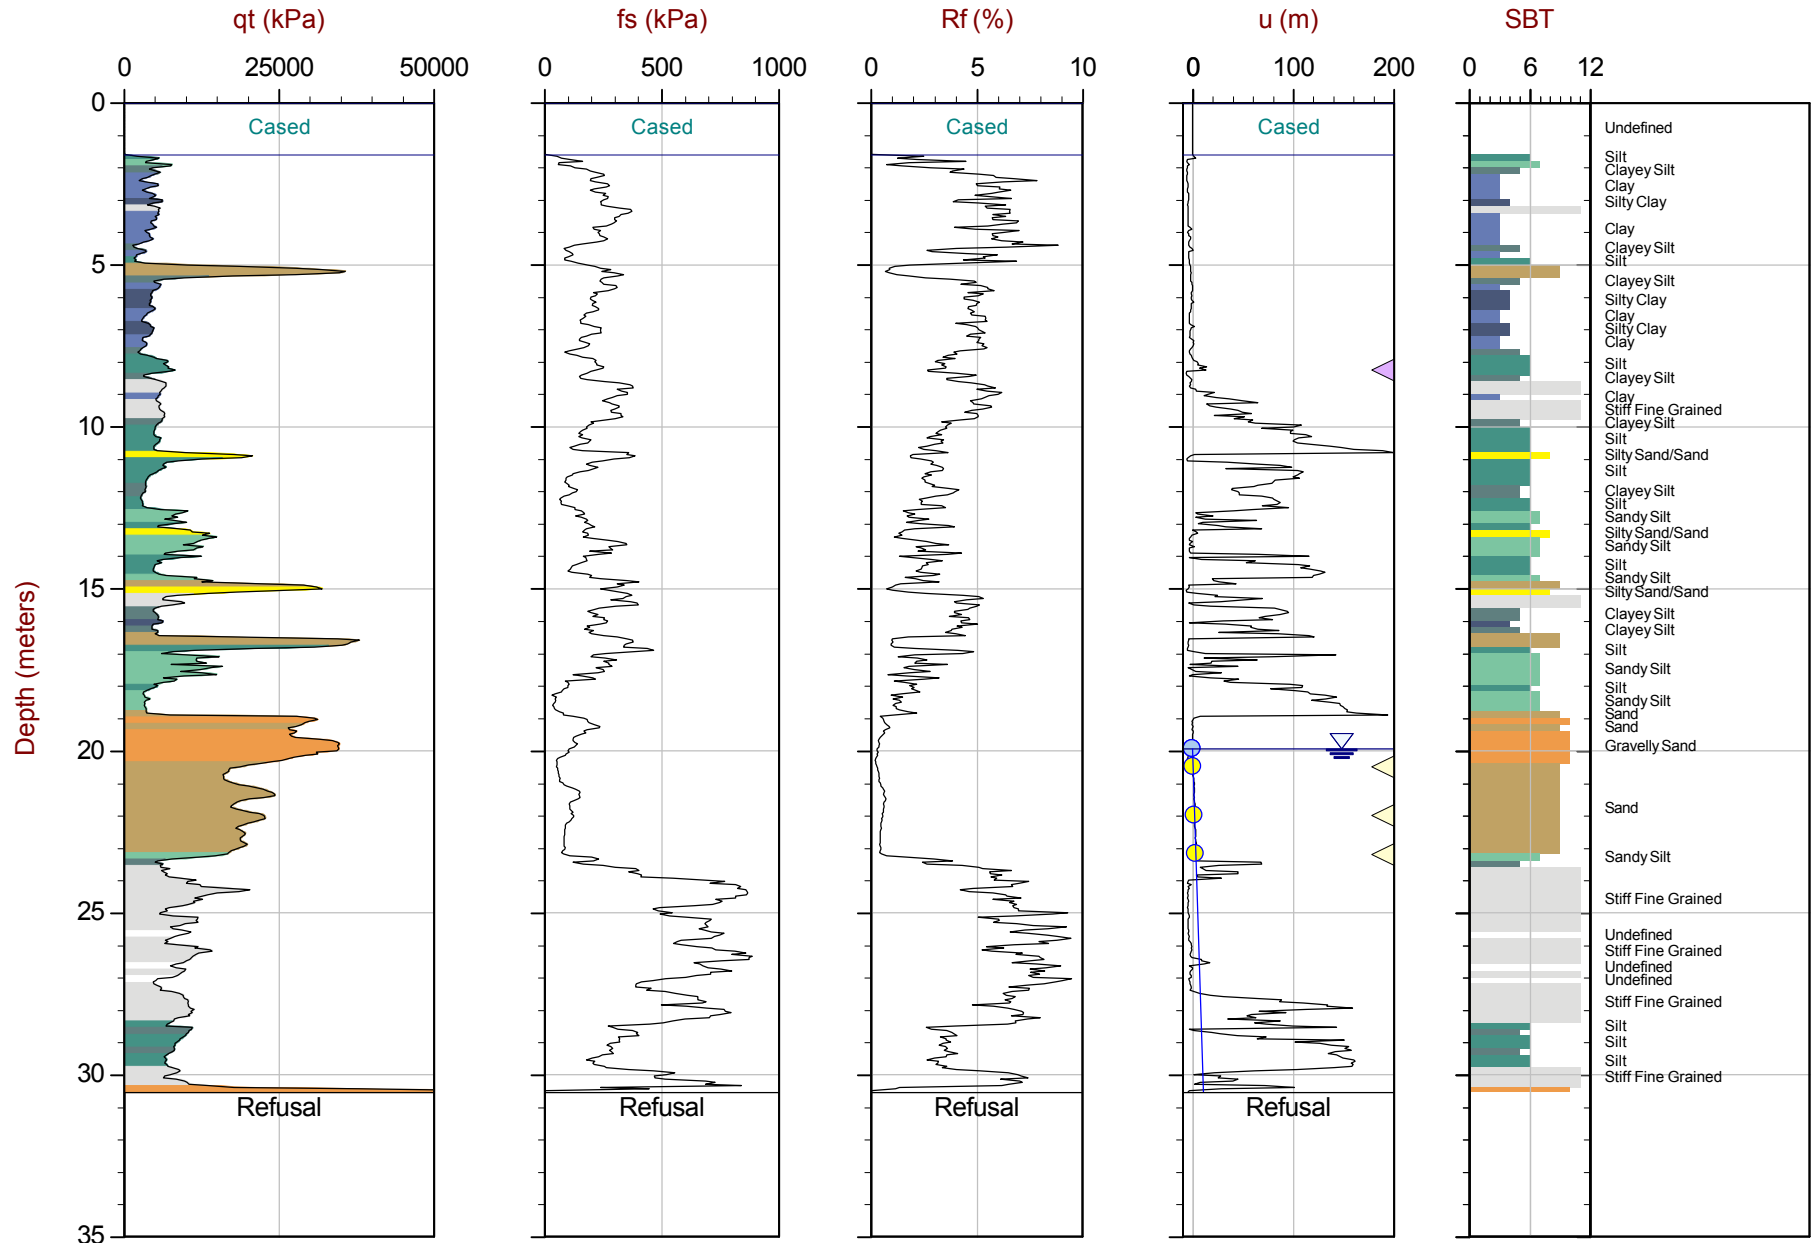 qt (kPa) fs (kPa) Rf (%) u (m) SBT
0 25000 50000 0 500 1000 0 5 10 0 0 100 200 0 6 12
0
Cased Cased Cased Cased
Undefined
Silt
Clayey Silt
Clay
Silty Clay
Clay
Clayey Silt
Silt
5
Clayey Silt
Silty Clay
Clay
Silty Clay
Clay
Silt
Clayey Silt
Clay
Stiff Fine Grained
Clayey Silt
10
Silt
Silty Sand/Sand
Silt
Clayey Silt
Silt
Sandy Silt
Silty Sand/Sand
Sandy Silt
Silt
Sandy Silt
15
Silty Sand/Sand
Clayey Silt
Clayey Silt
Silt
Sandy Silt
Silt
Sandy Silt
Sand
Sand
Gravelly Sand
20
Sand
Sandy Silt
Stiff Fine Grained
25
Undefined
Stiff Fine Grained
Undefined
Undefined
Stiff Fine Grained
Silt
Silt
Silt
30
Stiff Fine Grained
Refusal Refusal Refusal Refusal
35
Depth (meters)